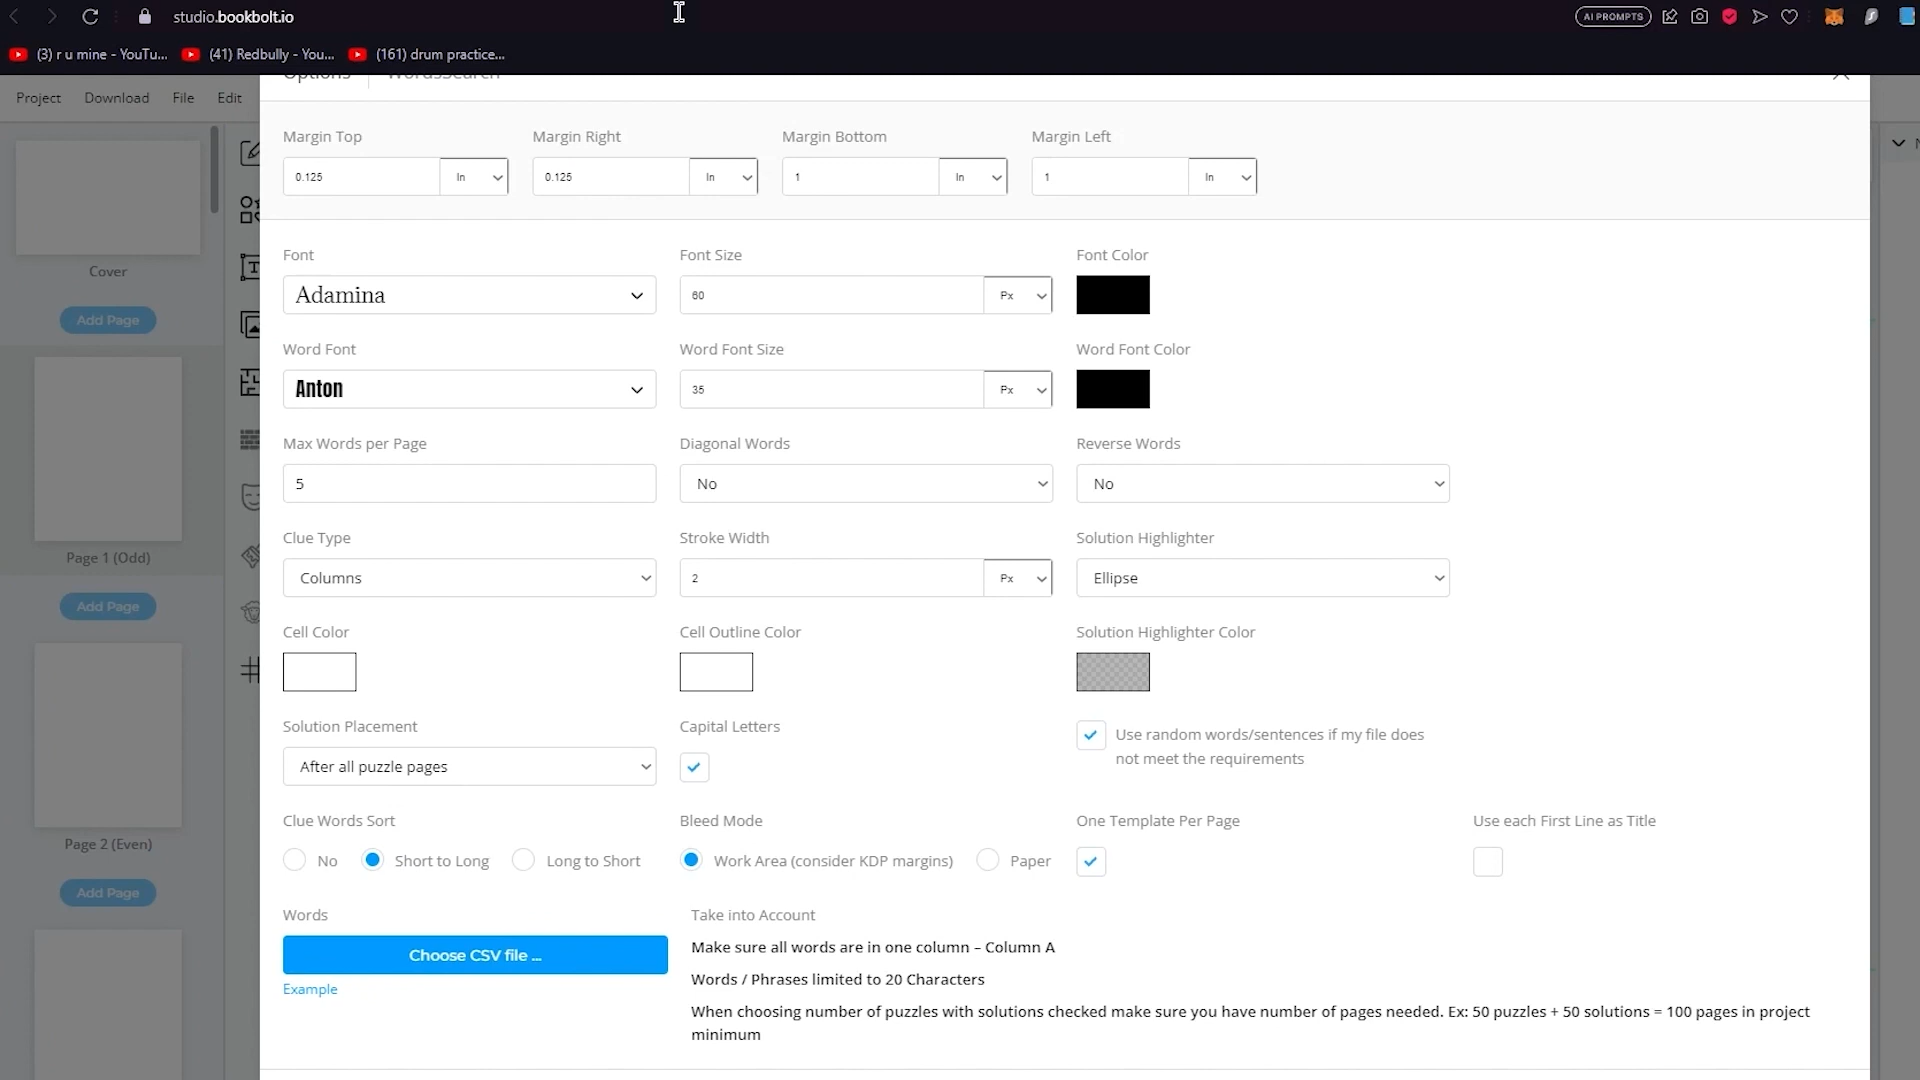 studio.bookbolt.io
AI PROMPTS
(3) r u mine - YouTu...
(41) Redbully - You...
(161) drum practice...
Options
WordsSearch
Project
Download
File
Edit
Margin Top
Margin Right
Margin Bottom
Margin Left
0.125 In
0.125 In
1 In
1 In
Cover
Add Page
Page 1 (Odd)
Add Page
Page 2 (Even)
Add Page
Font
Font Size
Font Color
Adamina
60 Px
Word Font
Word Font Size
Word Font Color
Anton
35 Px
Max Words per Page
Diagonal Words
Reverse Words
5
No
No
Clue Type
Stroke Width
Solution Highlighter
Columns
2 Px
Ellipse
Cell Color
Cell Outline Color
Solution Highlighter Color
Solution Placement
Capital Letters
Use random words/sentences if my file does
not meet the requirements
After all puzzle pages
Clue Words Sort
Bleed Mode
One Template Per Page
Use each First Line as Title
No
Short to Long
Long to Short
Work Area (consider KDP margins)
Paper
Words
Take into Account
Choose CSV file ...
Make sure all words are in one column – Column A
Example
Words / Phrases limited to 20 Characters
When choosing number of puzzles with solutions checked make sure you have number of pages needed. Ex: 50 puzzles + 50 solutions = 100 pages in project
minimum